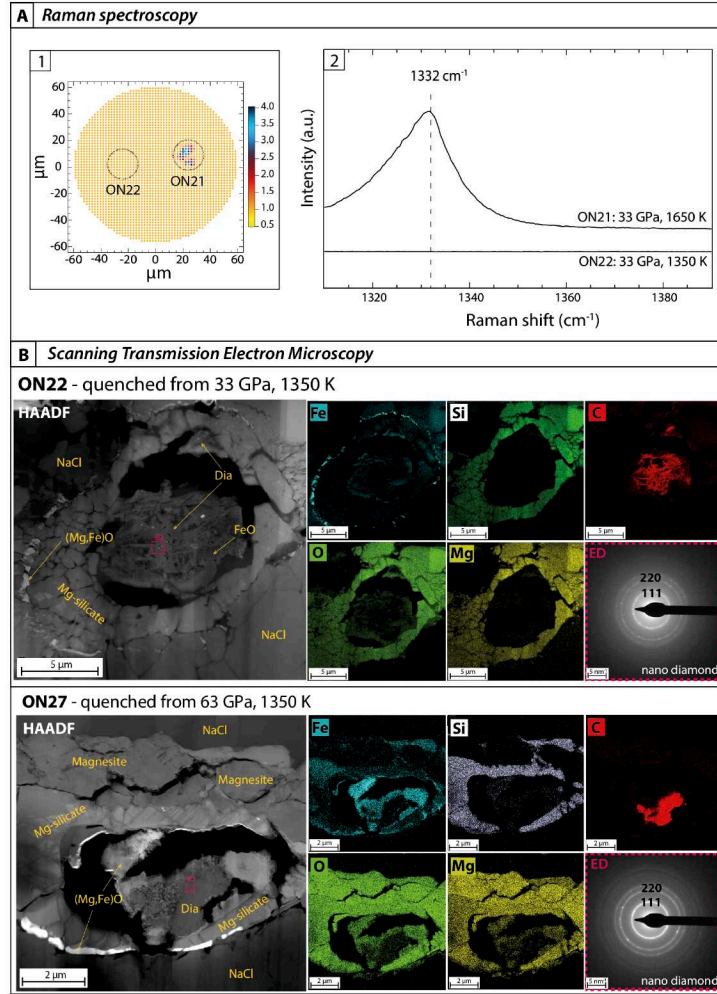 A Raman spectroscopy
1
μm
60
40
20
0
-20
-40
-60
ON22
ON21
-60 -40 -20 0 20 40 60
μm
4.0
3.5
3.0
2.5
2.0
1.5
1.0
0.5
2
1332 cm⁻¹
Intensity (a.u.)
ON21: 33 GPa, 1650 K
ON22: 33 GPa, 1350 K
1320 1340 1360 1380
Raman shift (cm⁻¹)
B Scanning Transmission Electron Microscopy
ON22 - quenched from 33 GPa, 1350 K
HAADF
NaCl
Dia
(Mg,Fe)O
FeO
Mg-silicate
NaCl
5 μm
Fe
5 μm
Si
5 μm
C
5 μm
O
5 μm
Mg
5 μm
ED
220
111
5 nm⁻¹
nano diamond
ON27 - quenched from 63 GPa, 1350 K
HAADF
NaCl
Magnesite
Magnesite
Mg-silicate
(Mg,Fe)O
Dia
Mg-silicate
NaCl
2 μm
Fe
2 μm
Si
2 μm
C
2 μm
O
2 μm
Mg
2 μm
ED
220
111
5 nm⁻¹
nano diamond